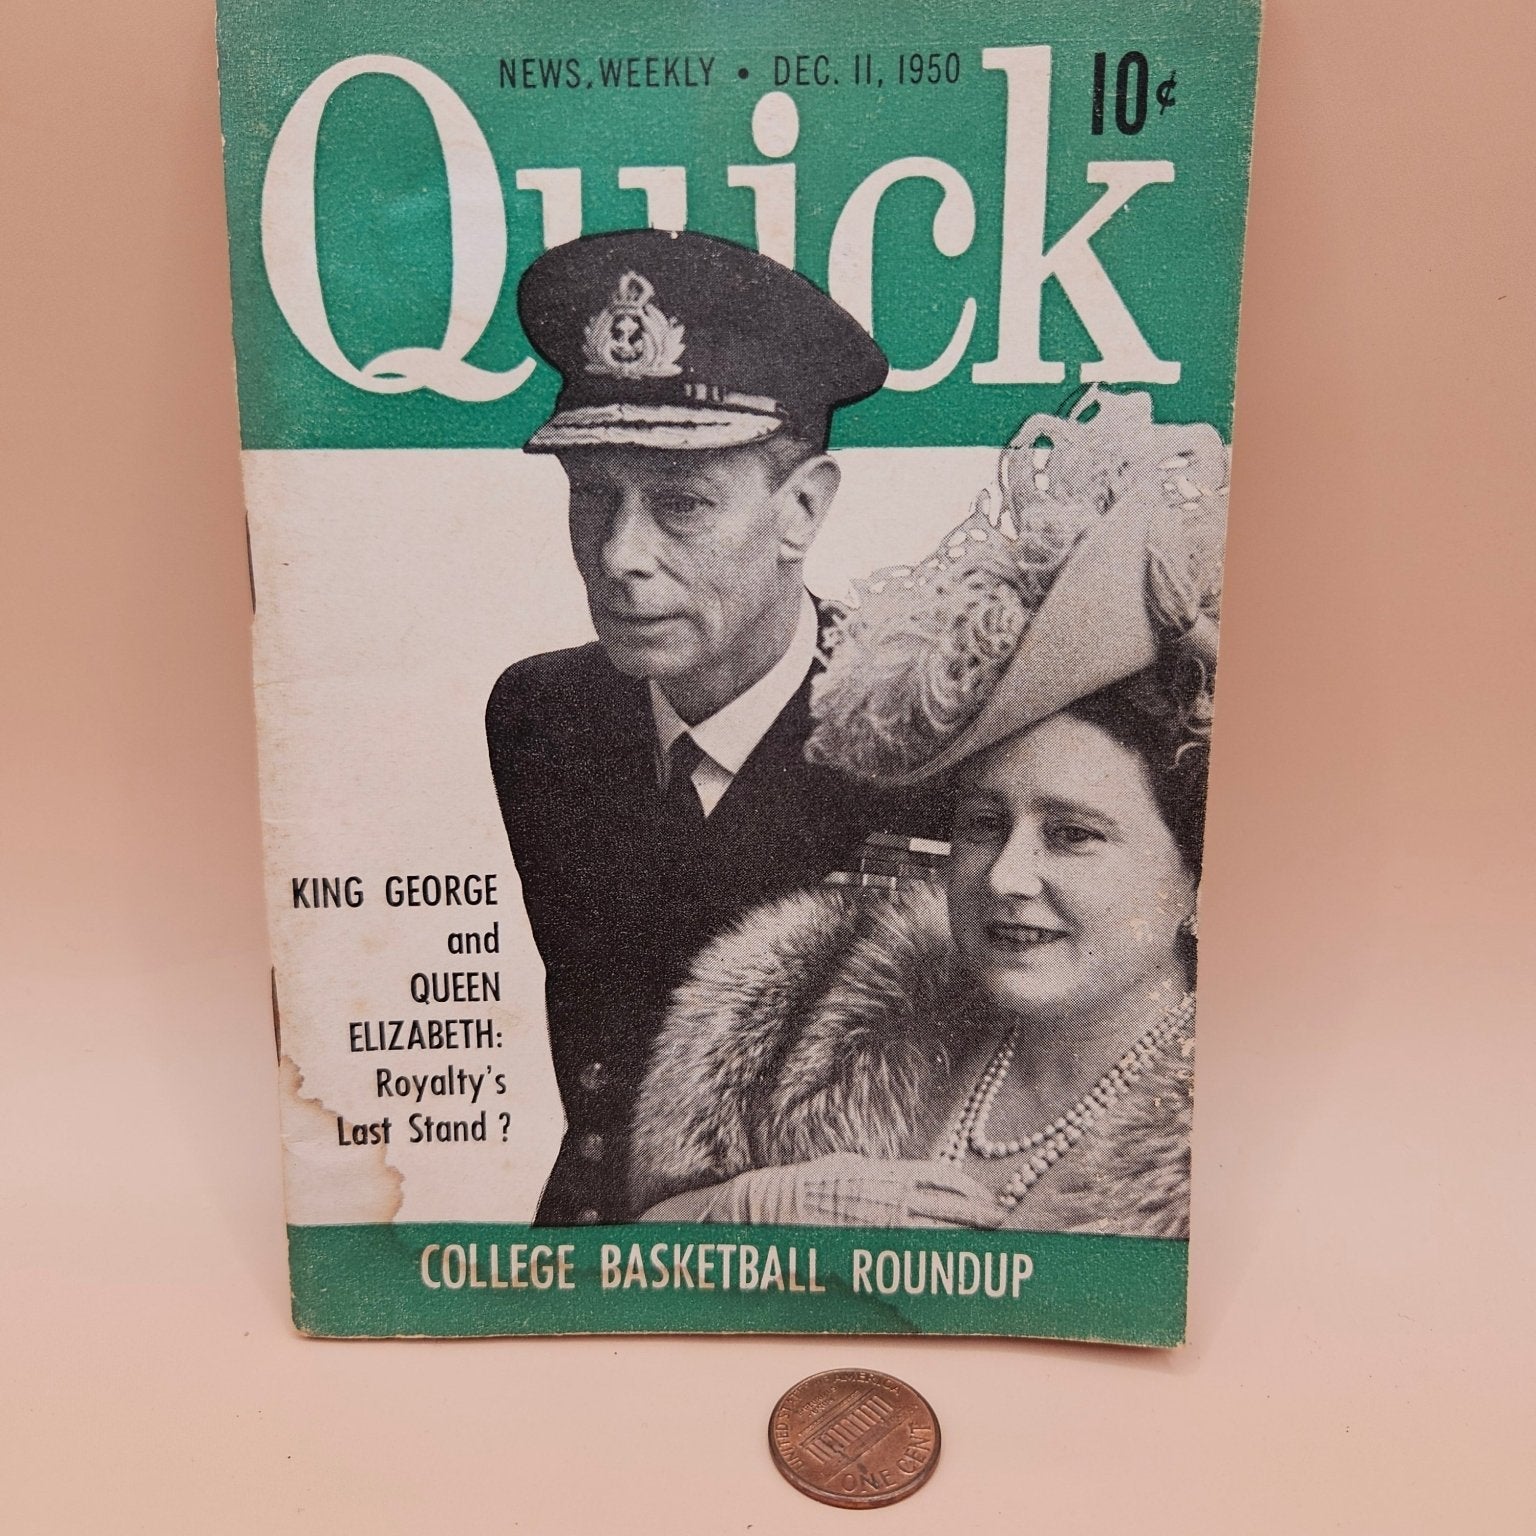 NEWS, WEEKLY • DEC. 11, 1950
10¢
Quick
KING GEORGE
and
QUEEN
ELIZABETH:
Royalty's
Last Stand ?
COLLEGE BASKETBALL ROUNDUP
UNITED STATES OF AMERICA
ONE CENT